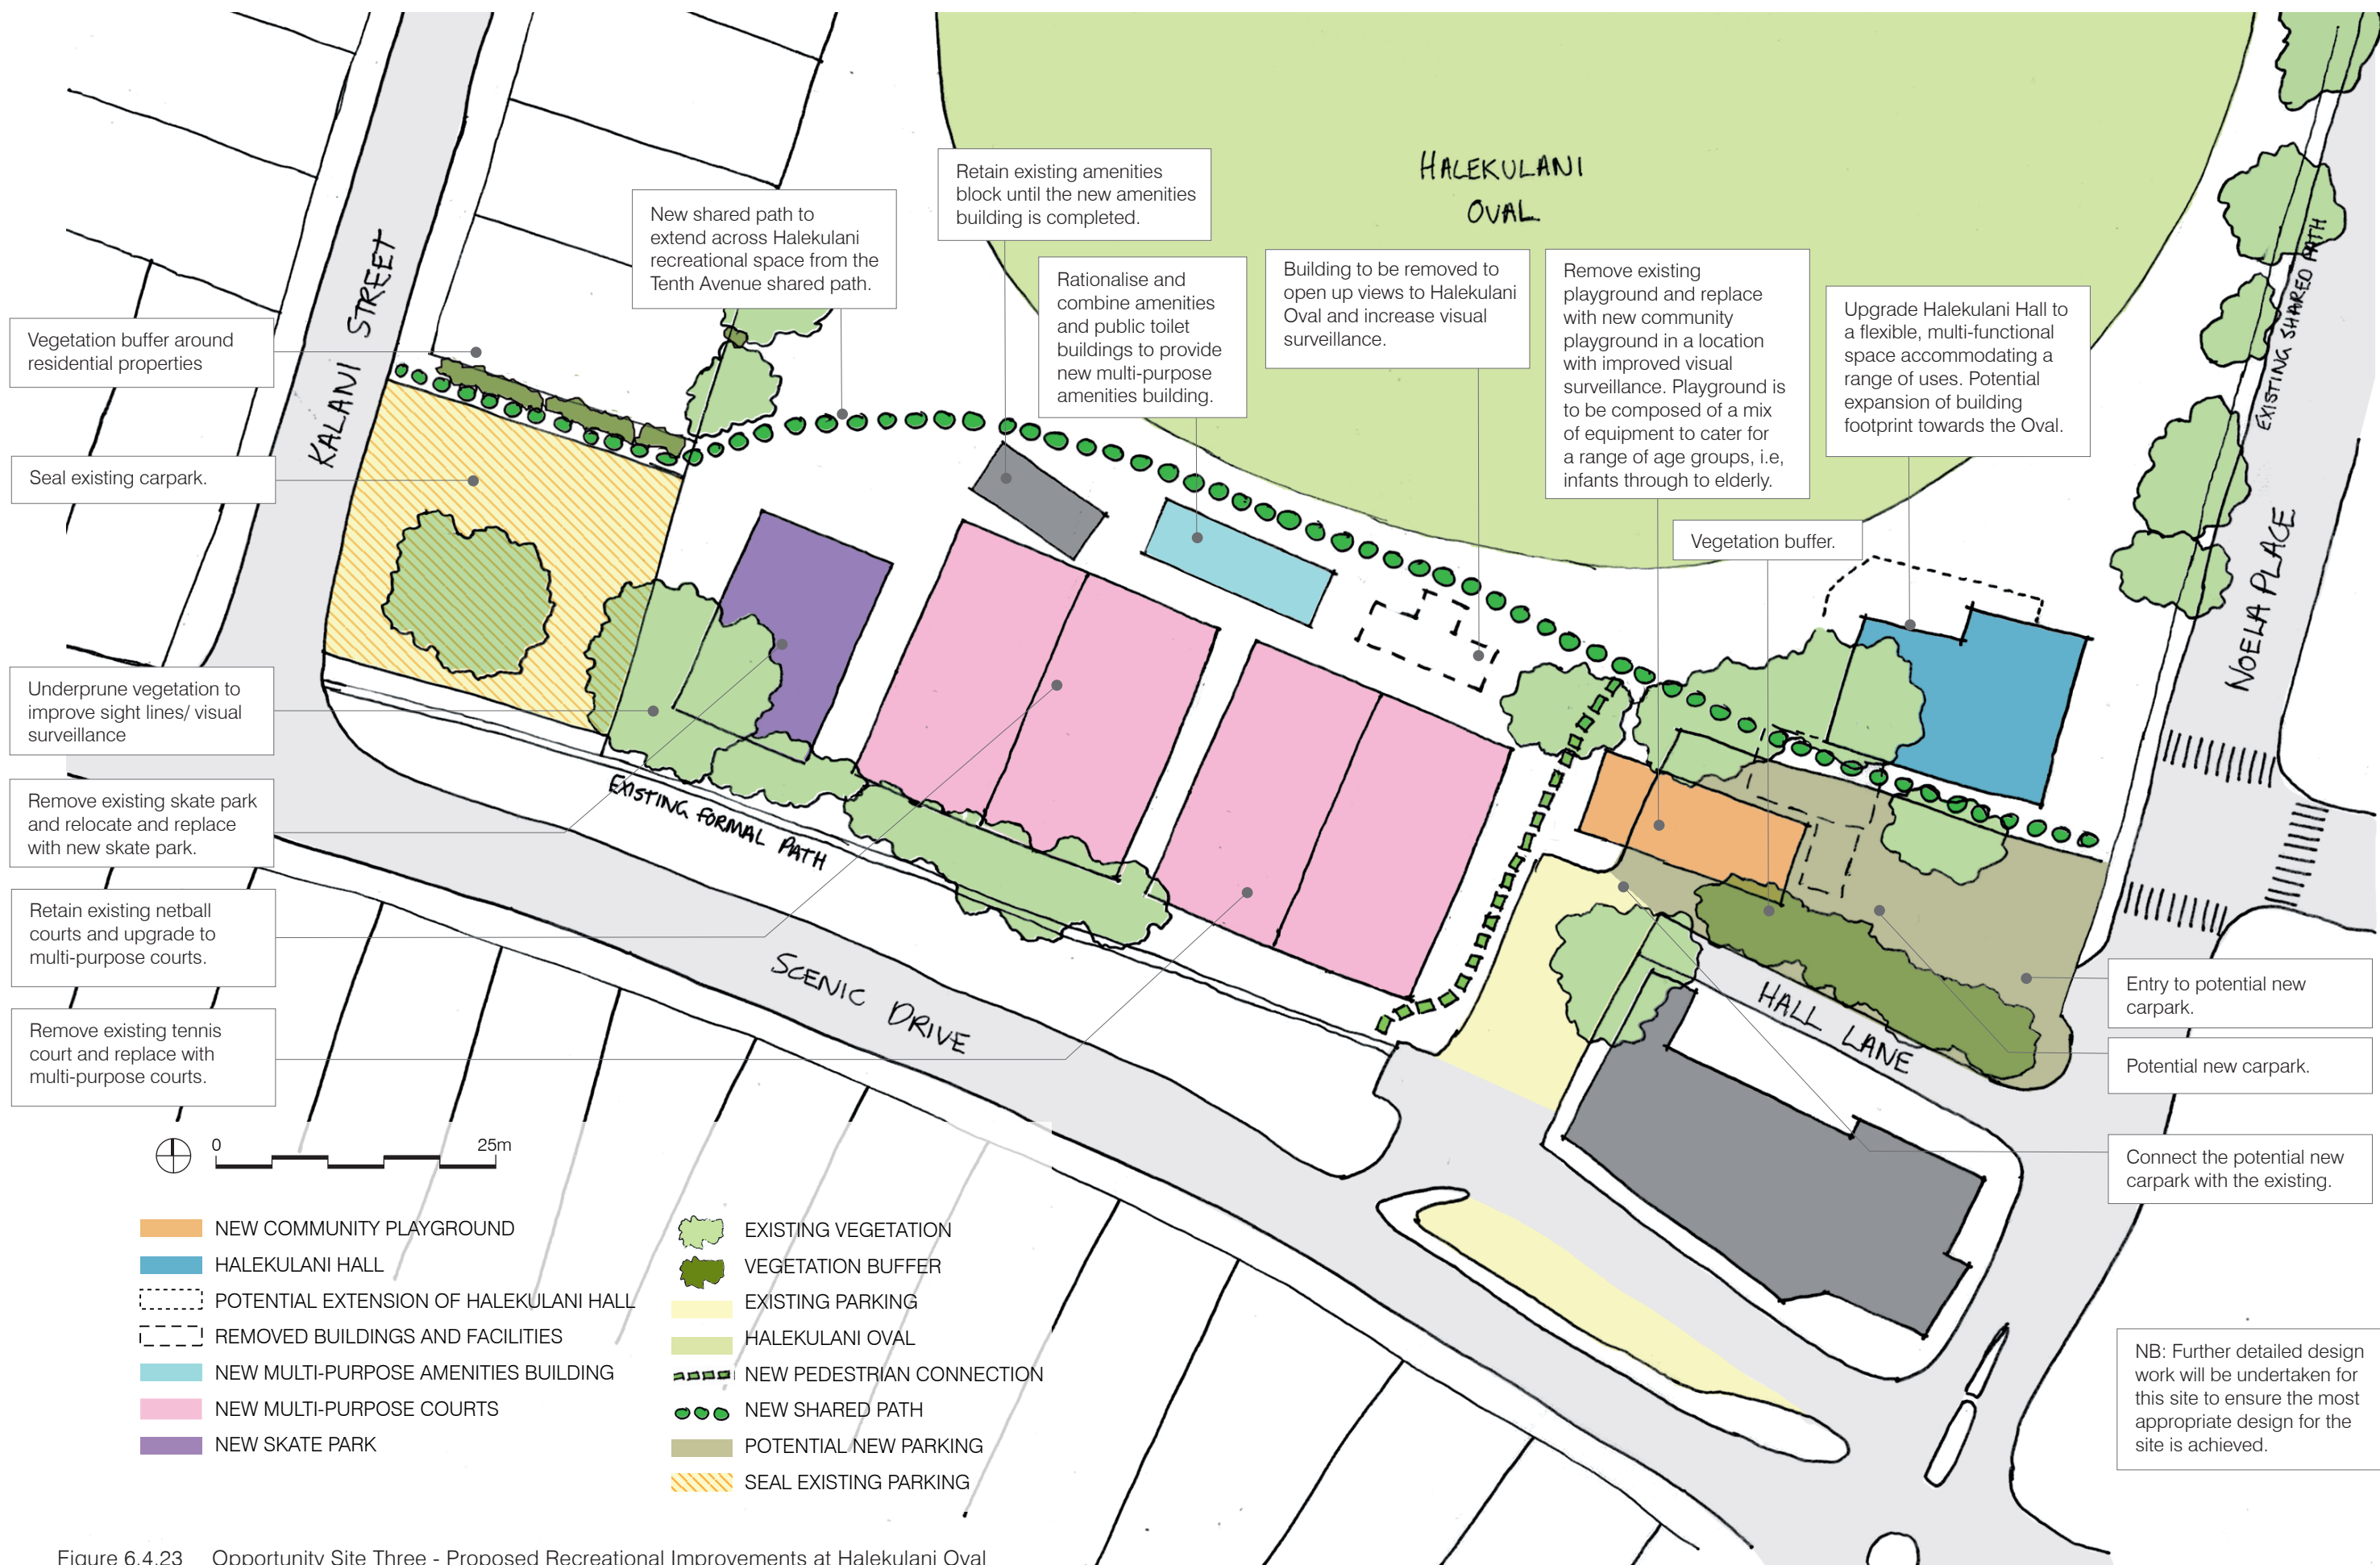 HALEKULANI
OVAL
Retain existing amenities
block until the new amenities
building is completed.
New shared path to
extend across Halekulani
recreational space from the
Tenth Avenue shared path.
Rationalise and
combine amenities
and public toilet
buildings to provide
new multi-purpose
amenities building.
Building to be removed to
open up views to Halekulani
Oval and increase visual
surveillance.
Remove existing
playground and replace
with new community
playground in a location
with improved visual
surveillance. Playground is
to be composed of a mix
of equipment to cater for
a range of age groups, i.e,
infants through to elderly.
Upgrade Halekulani Hall to
a flexible, multi-functional
space accommodating a
range of uses. Potential
expansion of building
footprint towards the Oval.
Vegetation buffer.
EXISTING SHARED PATH
NOELA PLACE
KALANI STREET
Vegetation buffer around
residential properties
Seal existing carpark.
Underprune vegetation to
improve sight lines/ visual
surveillance
Remove existing skate park
and relocate and replace
with new skate park.
Retain existing netball
courts and upgrade to
multi-purpose courts.
Remove existing tennis
court and replace with
multi-purpose courts.
EXISTING FORMAL PATH
SCENIC DRIVE
HALL LANE
Entry to potential new
carpark.
Potential new carpark.
Connect the potential new
carpark with the existing.
0 25m
NEW COMMUNITY PLAYGROUND
HALEKULANI HALL
POTENTIAL EXTENSION OF HALEKULANI HALL
REMOVED BUILDINGS AND FACILITIES
NEW MULTI-PURPOSE AMENITIES BUILDING
NEW MULTI-PURPOSE COURTS
NEW SKATE PARK
EXISTING VEGETATION
VEGETATION BUFFER
EXISTING PARKING
HALEKULANI OVAL
NEW PEDESTRIAN CONNECTION
NEW SHARED PATH
POTENTIAL NEW PARKING
SEAL EXISTING PARKING
NB: Further detailed design
work will be undertaken for
this site to ensure the most
appropriate design for the
site is achieved.
Figure 6.4.23 Opportunity Site Three - Proposed Recreational Improvements at Halekulani Oval